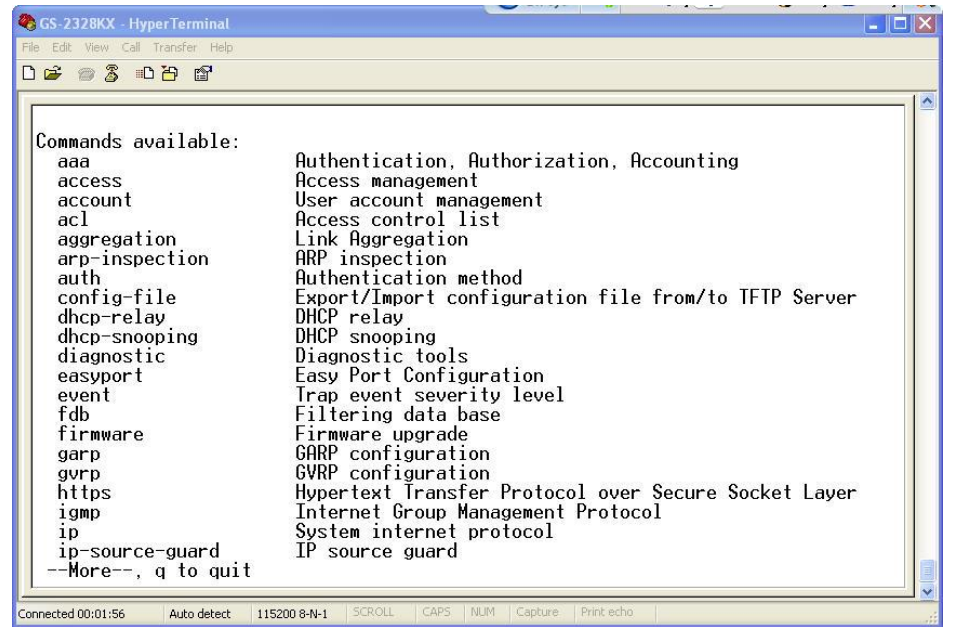 GS-2328KX - HyperTerminal
File Edit View Call Transfer Help
Commands available:
aaa Authentication, Authorization, Accounting
access Access management
account User account management
acl Access control list
aggregation Link Aggregation
arp-inspection ARP inspection
auth Authentication method
config-file Export/Import configuration file from/to TFTP Server
dhcp-relay DHCP relay
dhcp-snooping DHCP snooping
diagnostic Diagnostic tools
easyport Easy Port Configuration
event Trap event severity level
fdb Filtering data base
firmware Firmware upgrade
garp GARP configuration
gvrp GVRP configuration
https Hypertext Transfer Protocol over Secure Socket Layer
igmp Internet Group Management Protocol
ip System internet protocol
ip-source-guard IP source guard
--More--, q to quit
Connected 00:01:56 Auto detect 115200 8-N-1 SCROLL CAPS NUM Capture Print echo